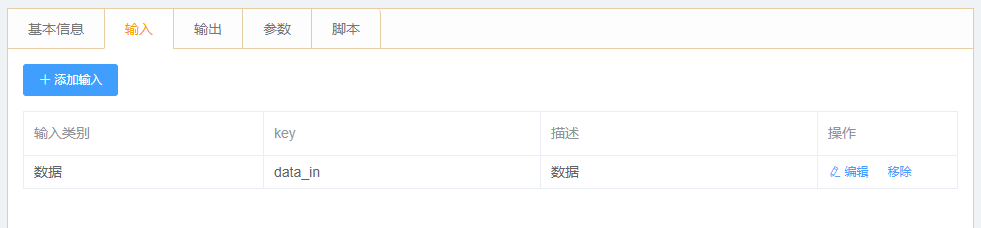 基本信息 输入 输出 参数 脚本
添加输入
输入类别 key 描述 操作
数据 data_in 数据 编辑 移除